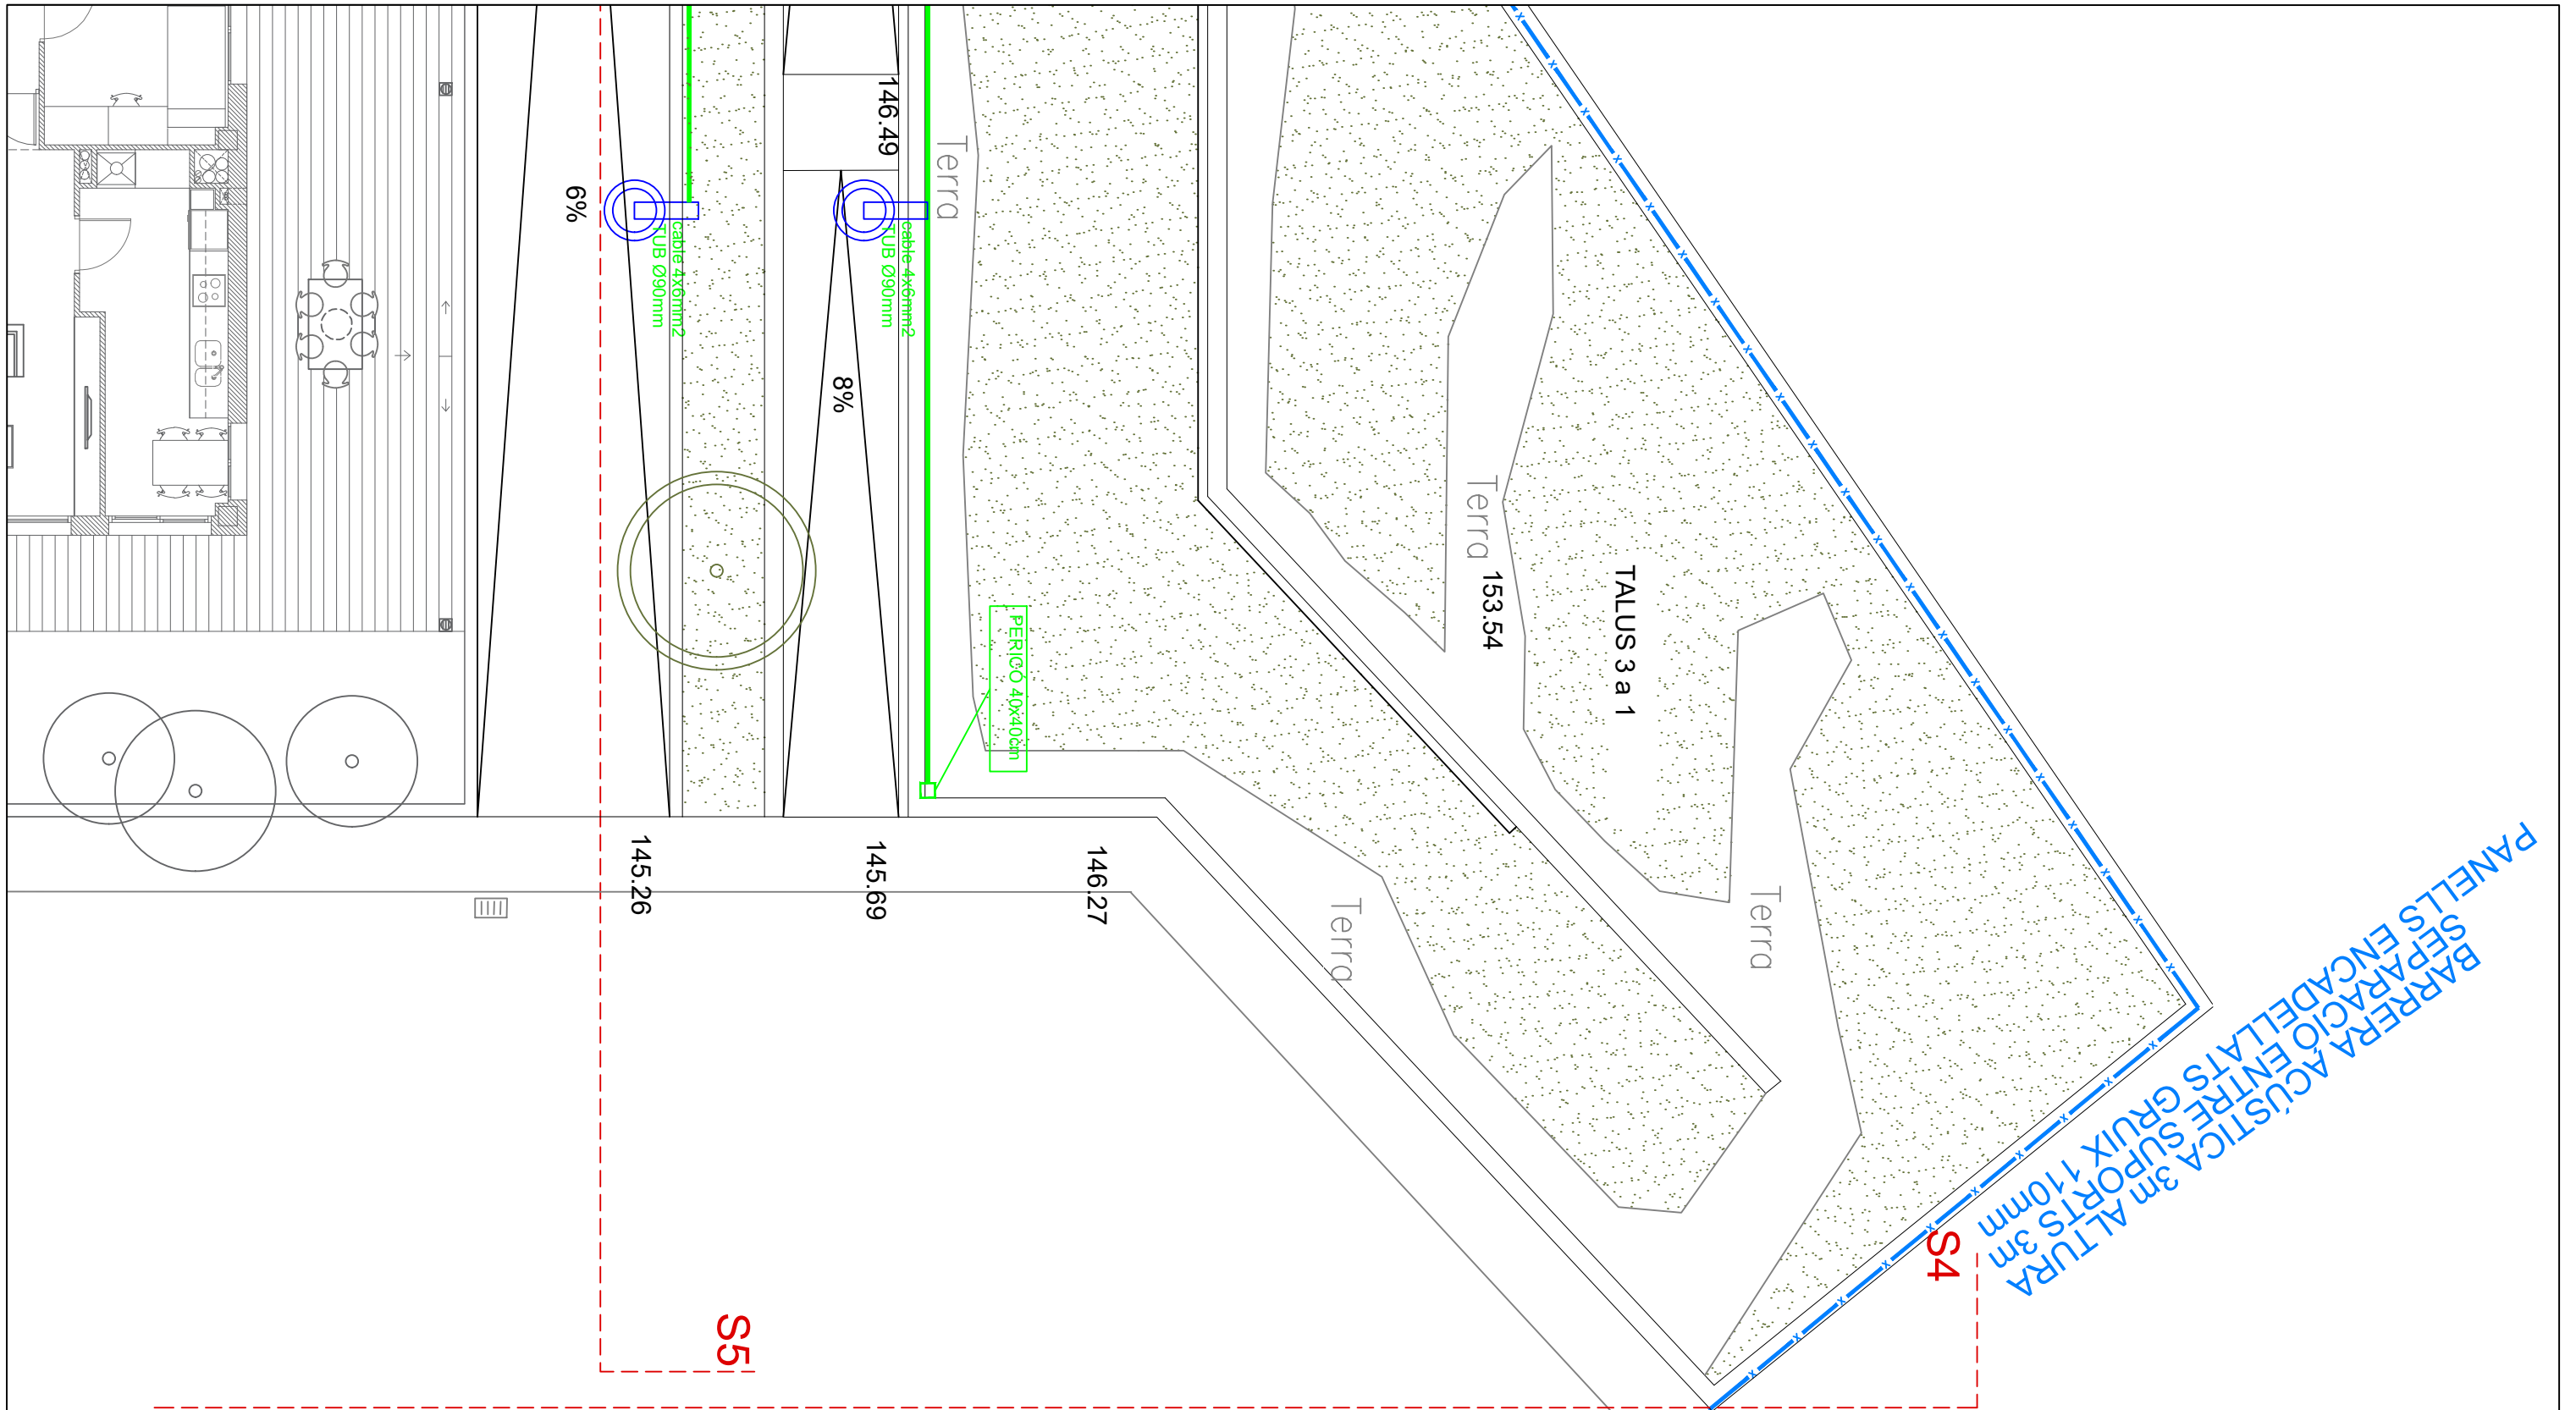 146.49
Terra
6%
cable 4x6mm2
TUB Ø90mm
cable 4x6mm2
TUB Ø90mm
8%
Terra
153.54
TALUS 3 a 1
PERICÓ 40x40cm
145.26
145.69
146.27
Terra
Terra
BARRERA ACÚSTICA 3m ALTURA
SEPARACIÓ ENTRE SUPORTS 3m
PANELLS ENCADELLATS GRUIX 110mm
S4
S5